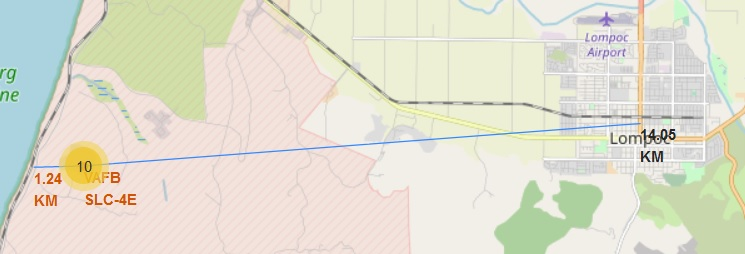 Lompoc
Airport
rg
ne
14.05
Lompoc
KM
10
1.24
VAFB
KM
SLC-4E